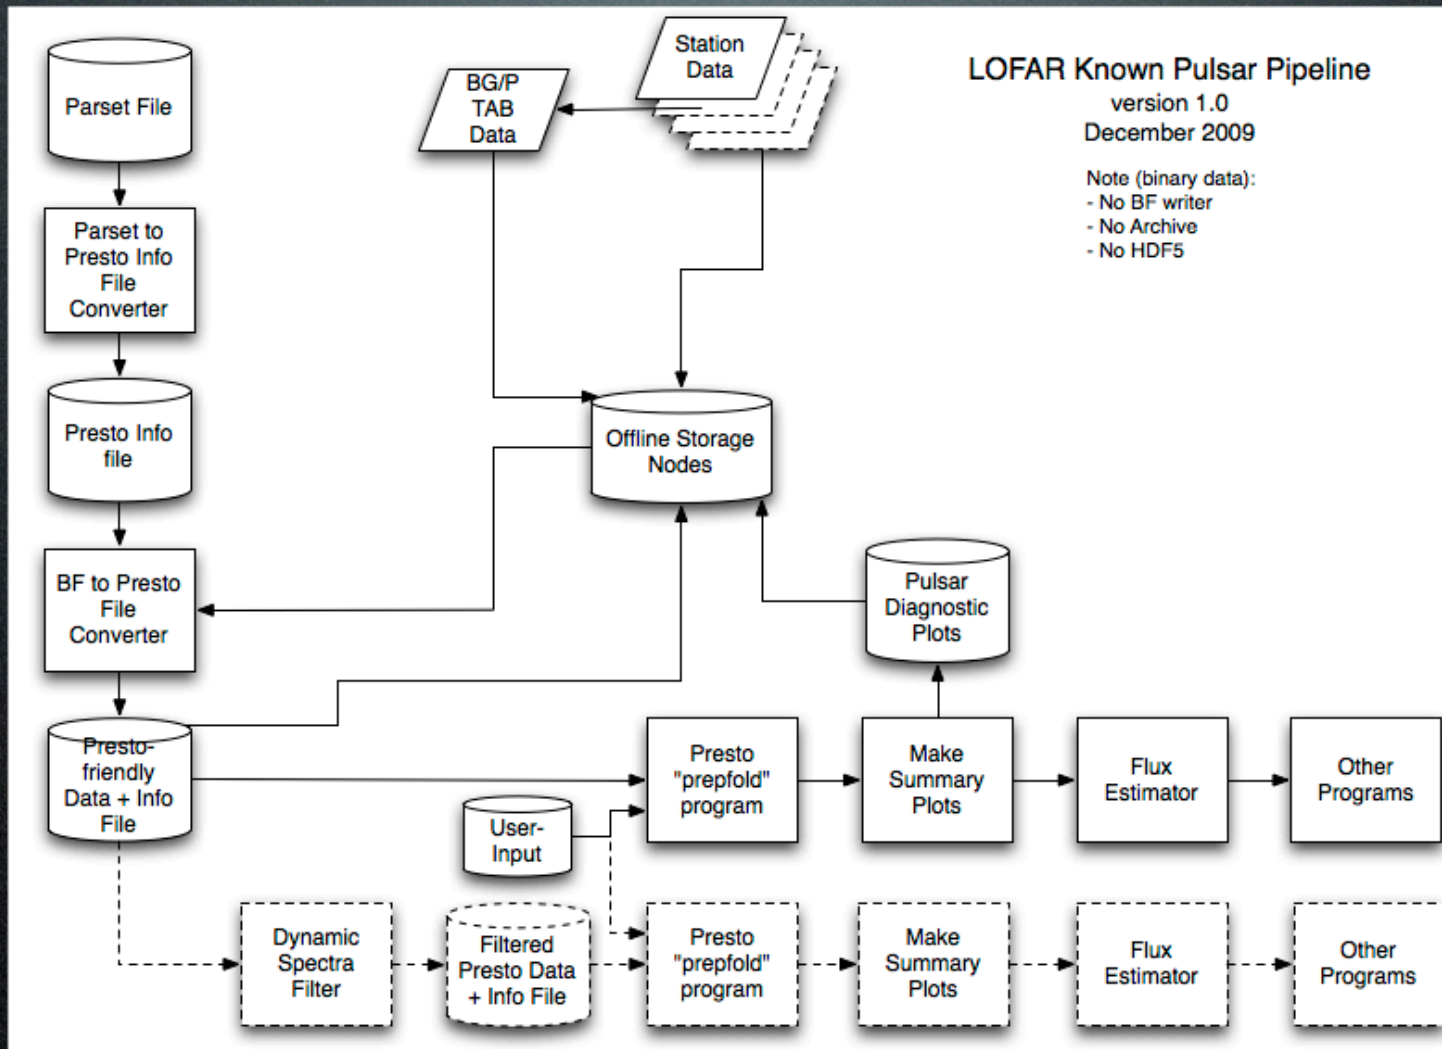 LOFAR Known Pulsar Pipeline
version 1.0
December 2009
Note (binary data):
- No BF writer
- No Archive
- No HDF5
Station
Data
BG/P
TAB
Data
Parset File
Parset to
Presto Info
File
Converter
Presto Info
file
Offline Storage
Nodes
BF to Presto
File
Converter
Pulsar
Diagnostic
Plots
Presto-
friendly
Data + Info
File
User-
Input
Presto
"prepfold"
program
Make
Summary
Plots
Flux
Estimator
Other
Programs
Dynamic
Spectra
Filter
Filtered
Presto Data
+ Info File
Presto
"prepfold"
program
Make
Summary
Plots
Flux
Estimator
Other
Programs